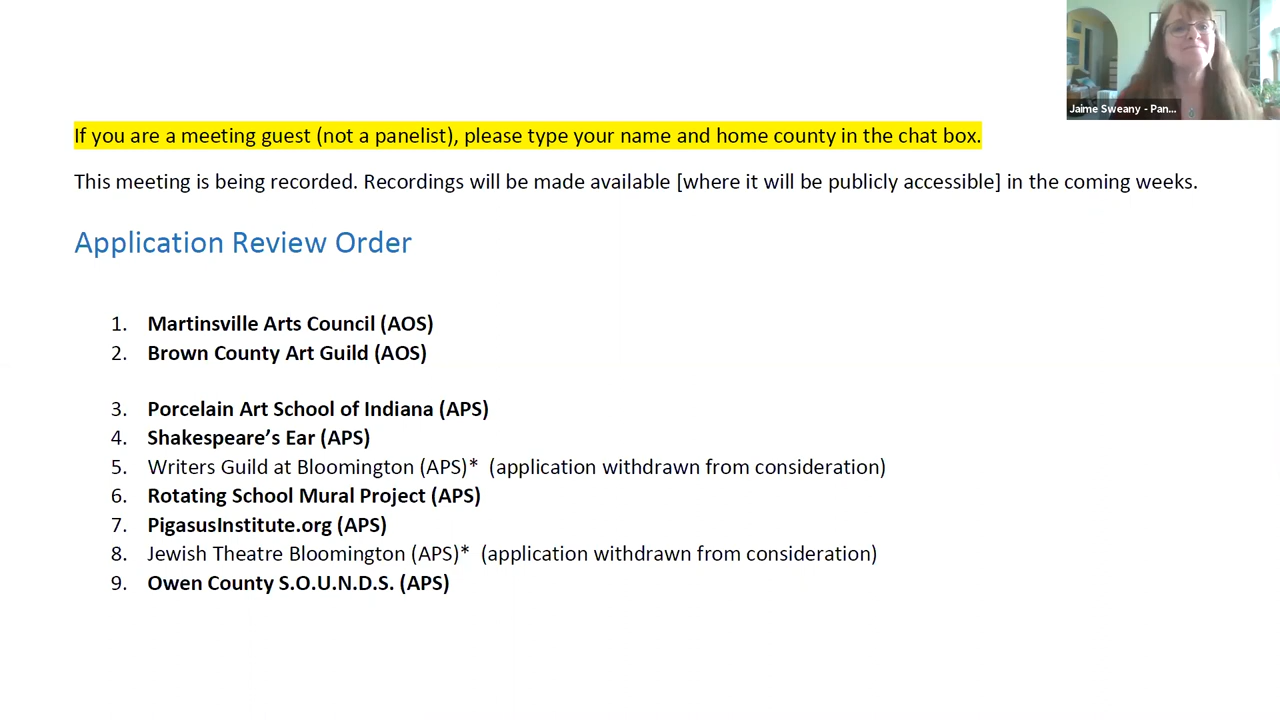 Jaime Sweany - Pan...
If you are a meeting guest (not a panelist), please type your name and home county in the chat box.
This meeting is being recorded. Recordings will be made available [where it will be publicly accessible] in the coming weeks.
Application Review Order
1. Martinsville Arts Council (AOS)
2. Brown County Art Guild (AOS)
3. Porcelain Art School of Indiana (APS)
4. Shakespeare’s Ear (APS)
5. Writers Guild at Bloomington (APS)* (application withdrawn from consideration)
6. Rotating School Mural Project (APS)
7. PigasusInstitute.org (APS)
8. Jewish Theatre Bloomington (APS)* (application withdrawn from consideration)
9. Owen County S.O.U.N.D.S. (APS)